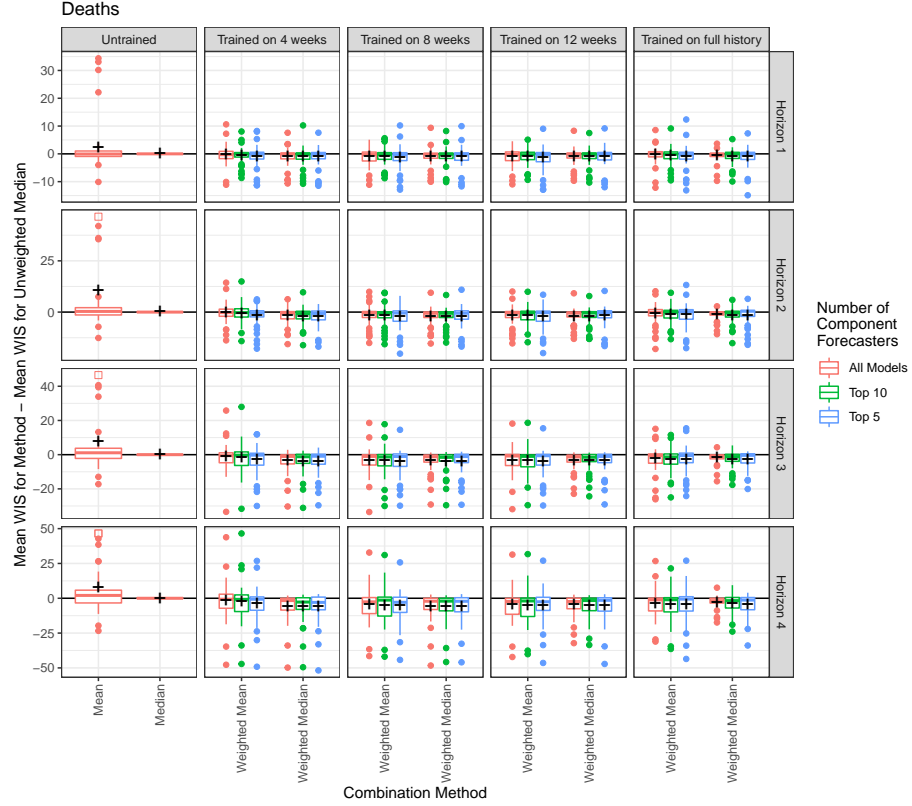 Deaths
Untrained
Trained on 4 weeks
Trained on 8 weeks
Trained on 12 weeks
Trained on full history
Mean WIS for Method − Mean WIS for Unweighted Median
30
20
10
0
−10
Horizon 1
25
0
Horizon 2
50
40
20
0
−20
Horizon 3
50
25
0
−25
−50
Horizon 4
Mean
Median
Weighted Mean
Weighted Median
Weighted Mean
Weighted Median
Weighted Mean
Weighted Median
Weighted Mean
Weighted Median
Combination Method
Number of
Component
Forecasters
All Models
Top 10
Top 5